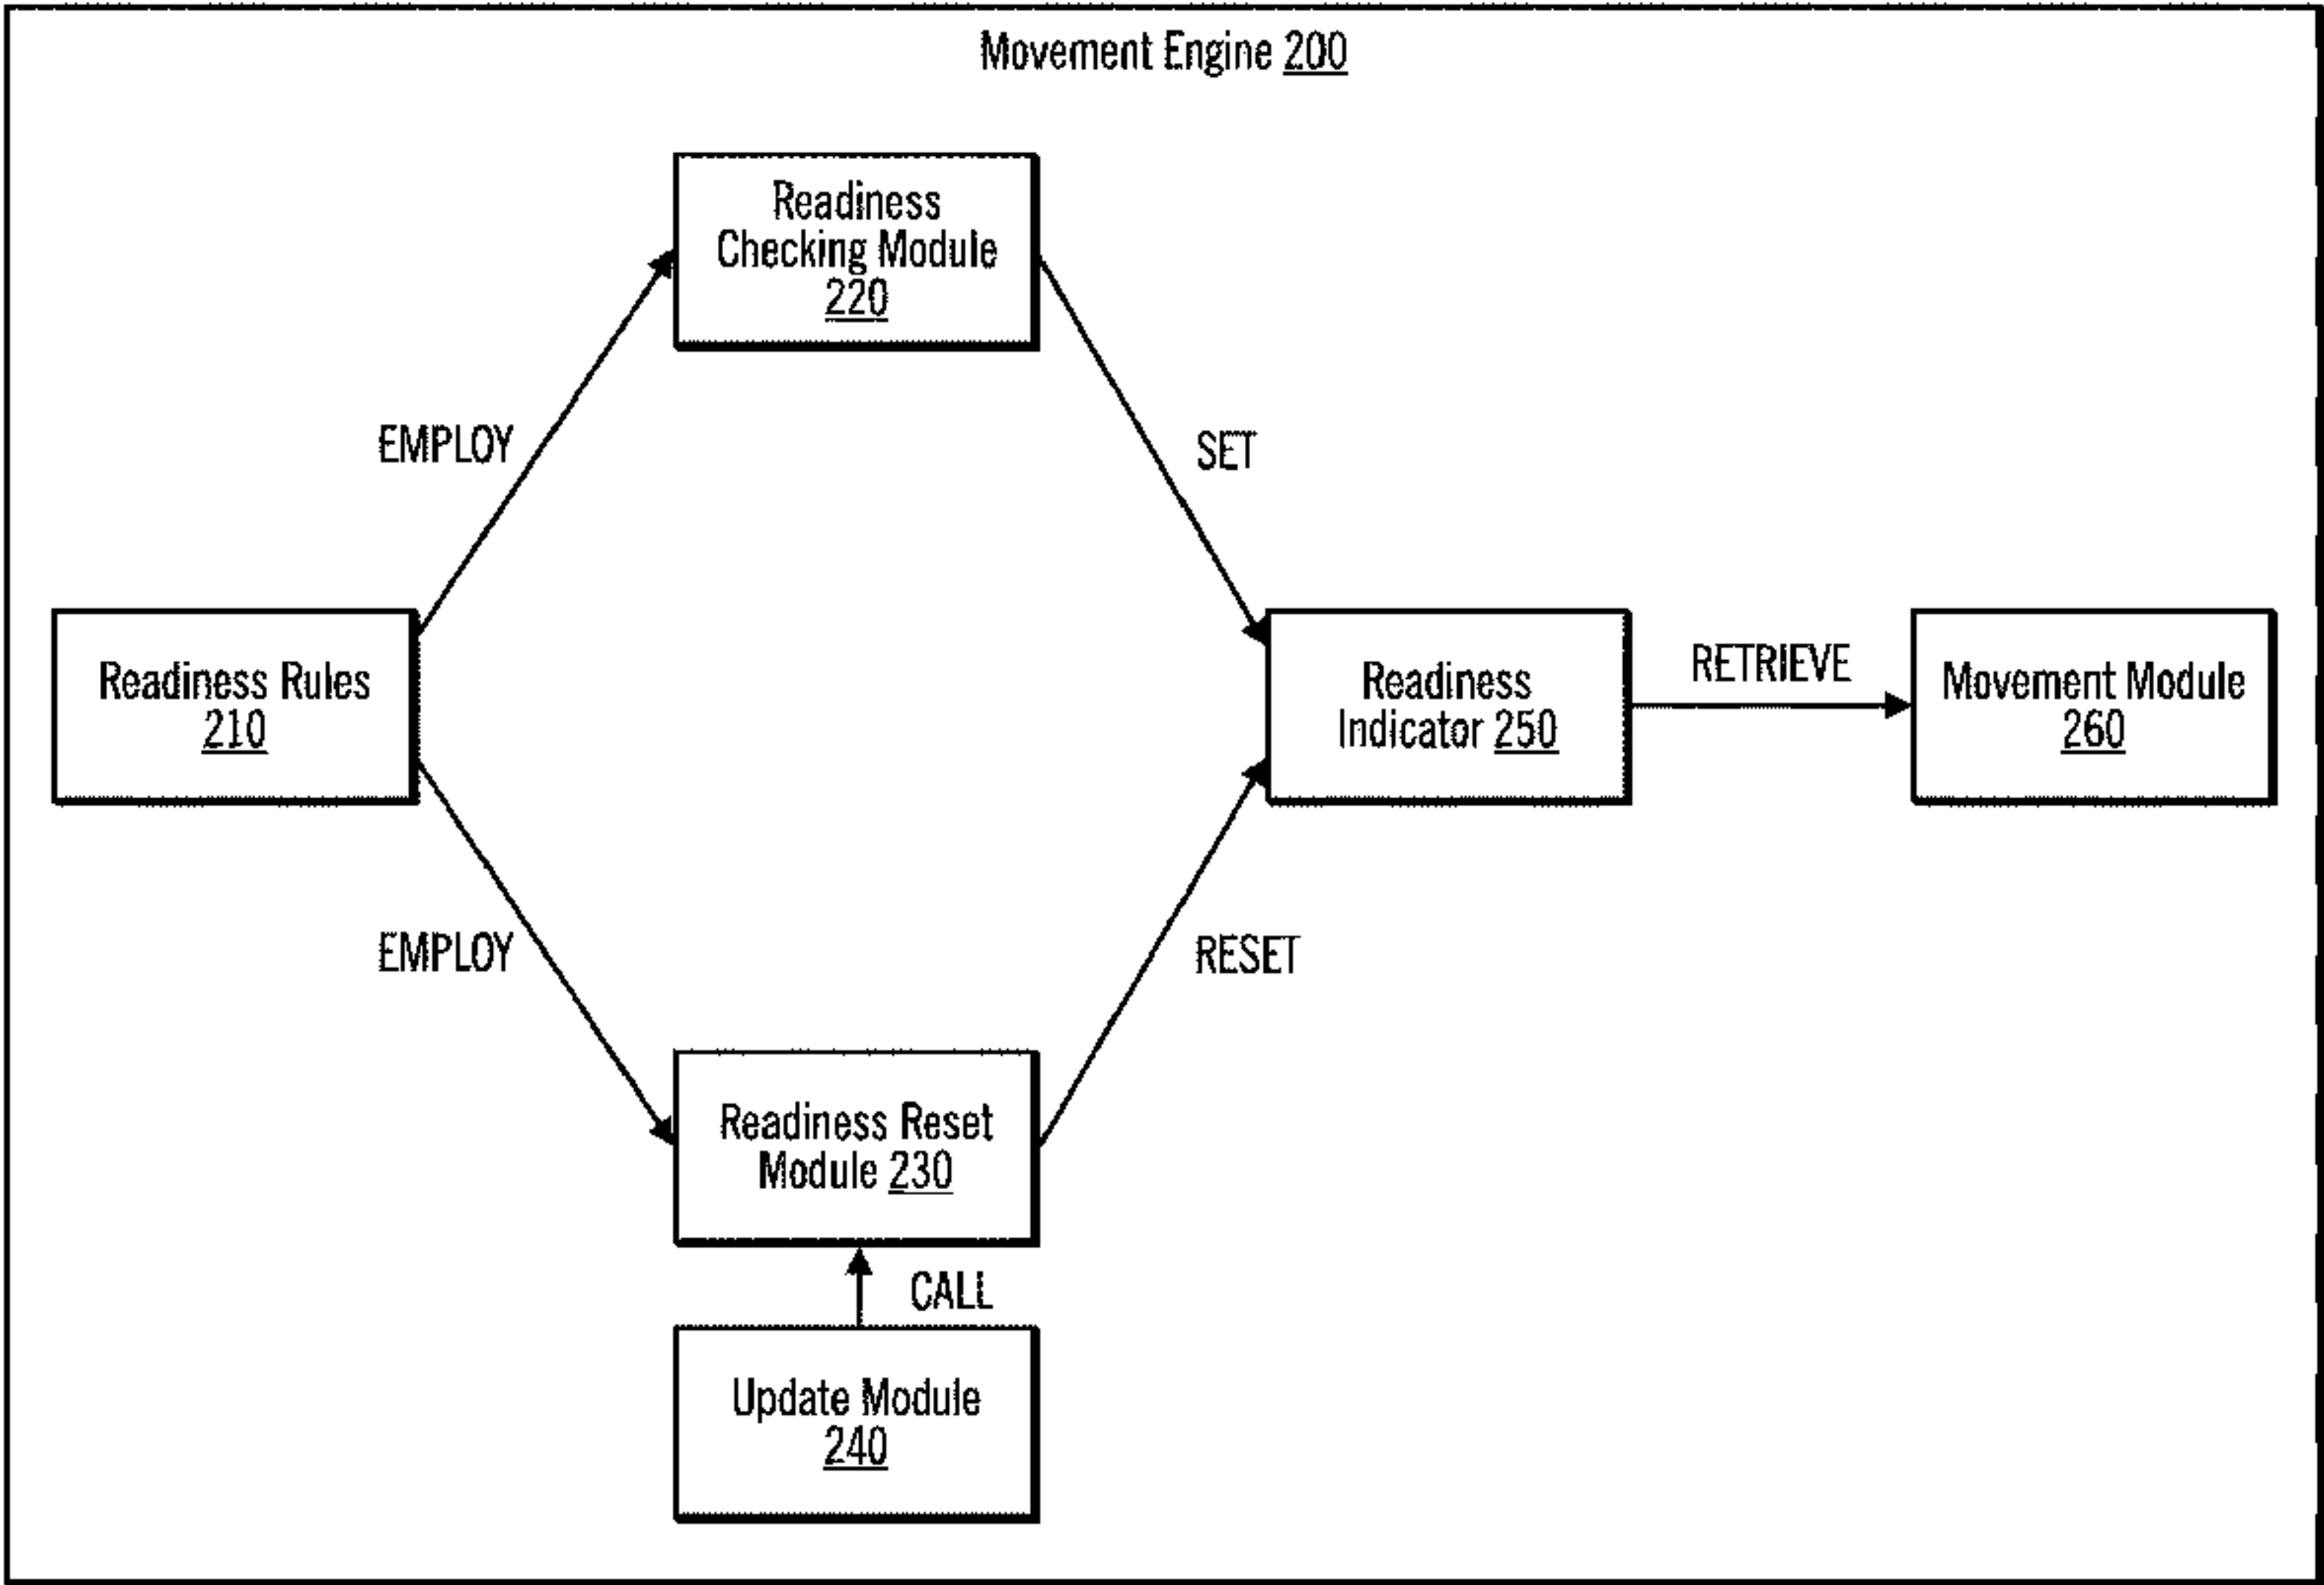 Movement Engine 200
Readiness
Checking Module
220
EMPLOY
SET
Readiness Rules
210
Readiness
Indicator 250
RETRIEVE
Movement Module
260
EMPLOY
RESET
Readiness Reset
Module 230
CALL
Update Module
240